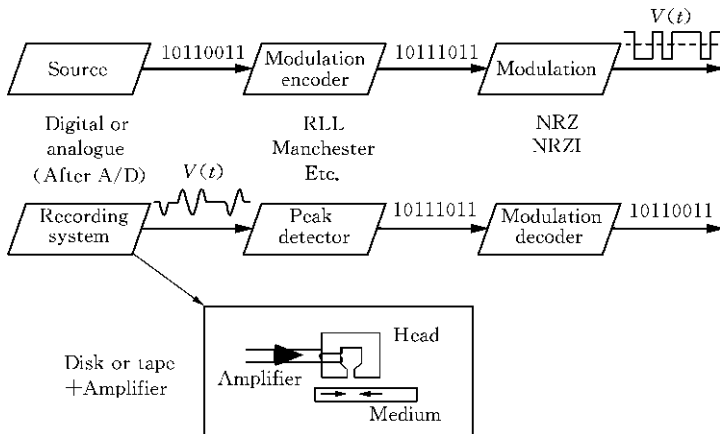 V(t)
10110011
10111011
Source
Modulation
encoder
Modulation
Digital or
analogue
(After A/D)
RLL
Manchester
Etc.
NRZ
NRZI
V(t)
Recording
system
Peak
detector
10111011
Modulation
decoder
10110011
Disk or tape
+Amplifier
Head
Amplifier
Medium